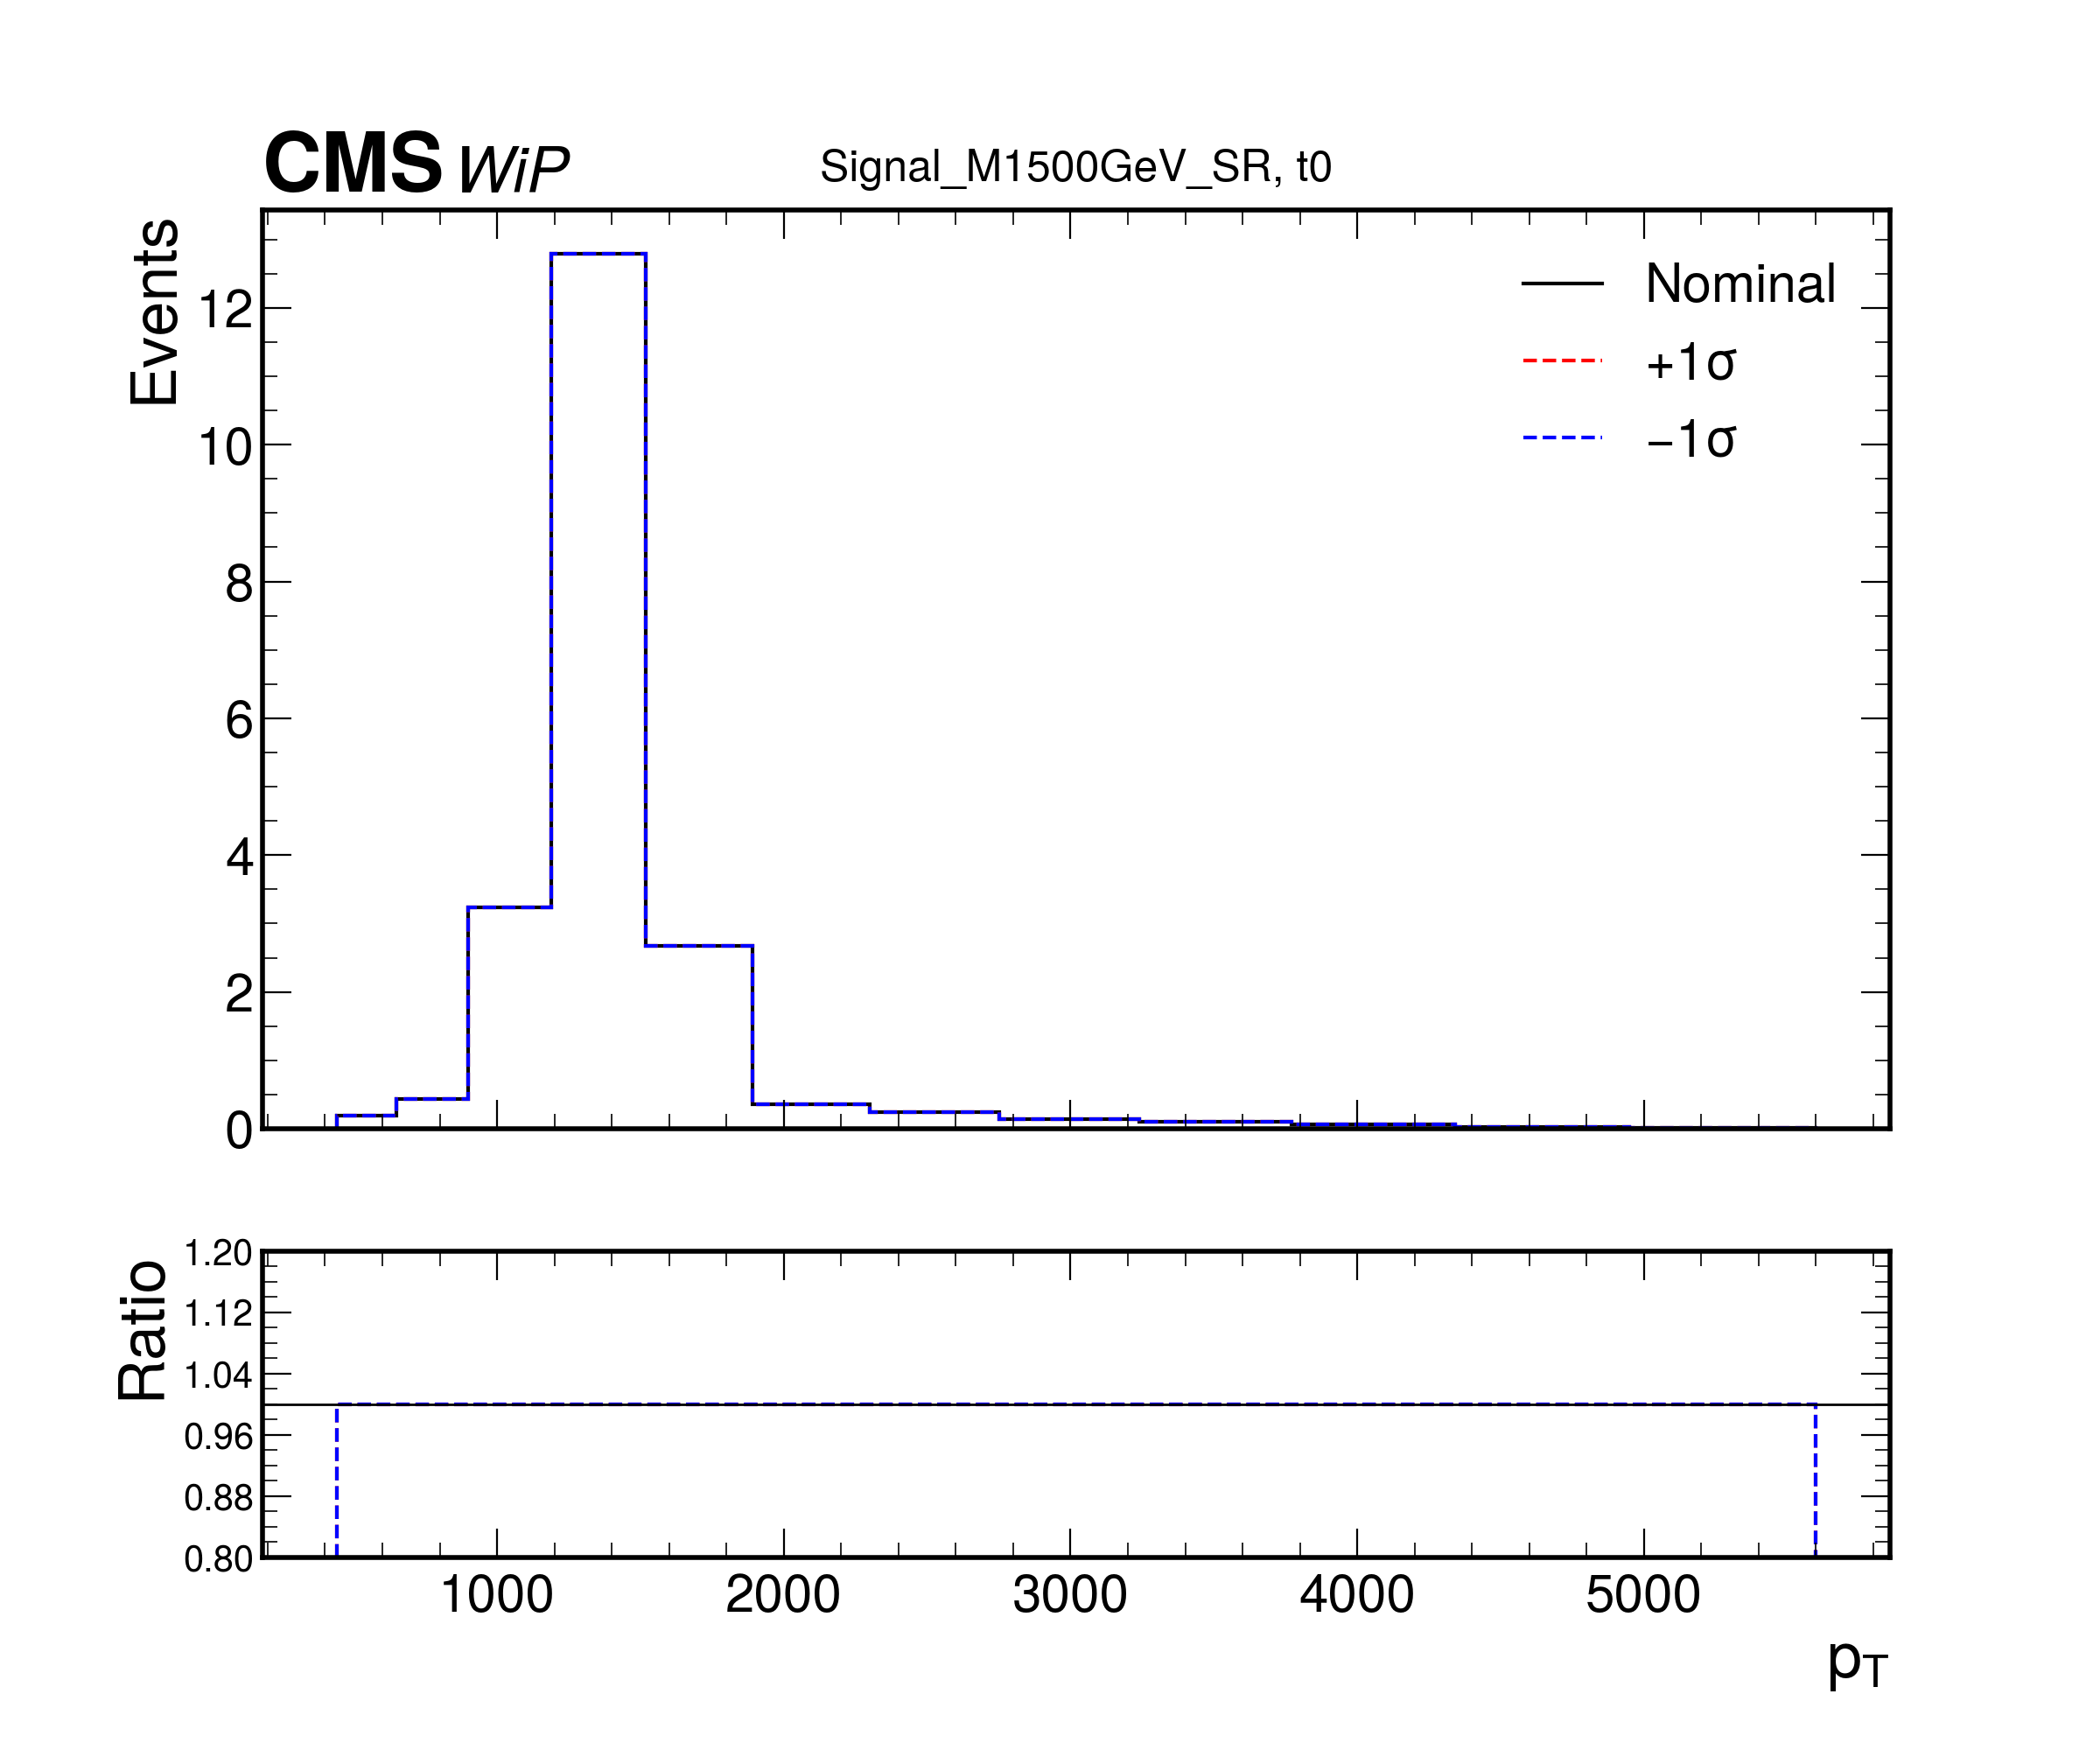 CMS WiP
Signal_M1500GeV_SR, t0
Events
12
10
8
6
4
2
0
Nominal
+1σ
−1σ
Ratio
1.20
1.12
1.04
0.96
0.88
0.80
1000 2000 3000 4000 5000
pT